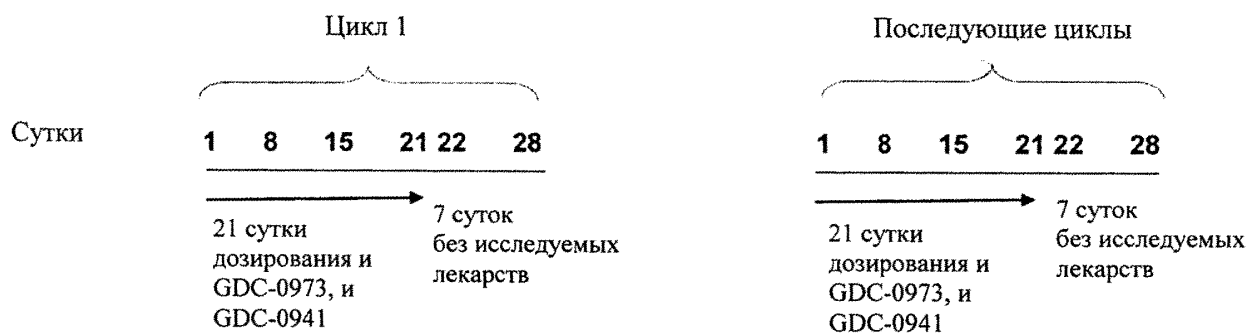 Цикл 1
Последующие циклы
Сутки
1 8 15 21 22 28
1 8 15 21 22 28
21 сутки
дозирования и
GDC-0973, и
GDC-0941
7 суток
без исследуемых
лекарств
21 сутки
дозирования и
GDC-0973, и
GDC-0941
7 суток
без исследуемых
лекарств